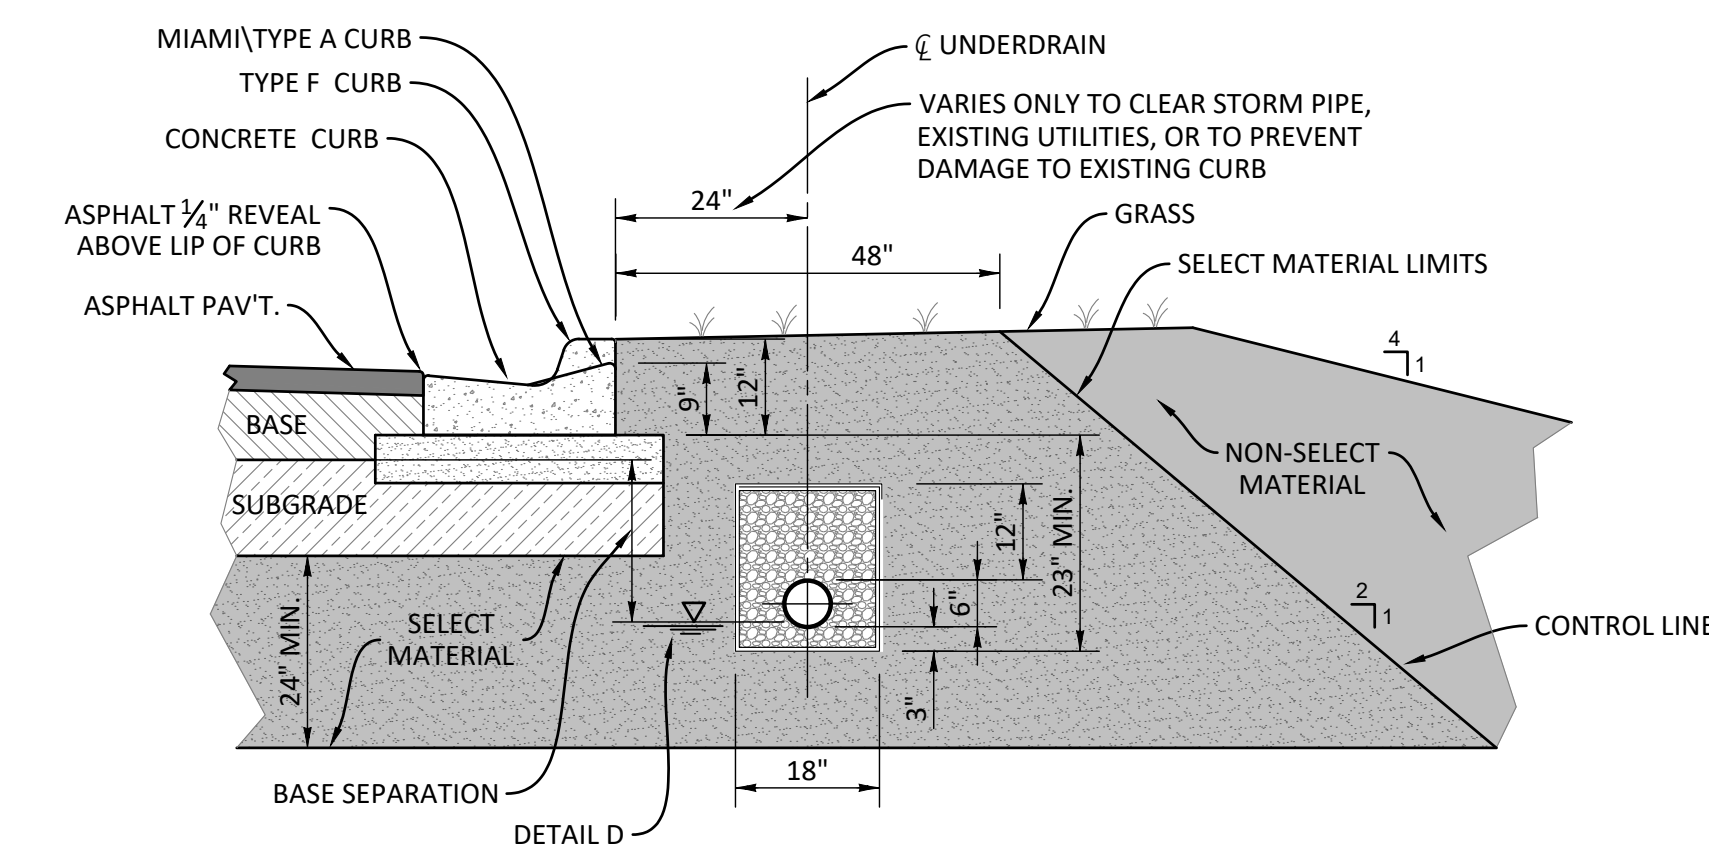 MIAMI\TYPE A CURB
TYPE F CURB
CONCRETE CURB
ASPHALT 1/4" REVEAL
ABOVE LIP OF CURB
ASPHALT PAV'T.
℄ UNDERDRAIN
VARIES ONLY TO CLEAR STORM PIPE,
EXISTING UTILITIES, OR TO PREVENT
DAMAGE TO EXISTING CURB
24"
48"
GRASS
SELECT MATERIAL LIMITS
4
1
9"
12"
BASE
SUBGRADE
NON-SELECT
MATERIAL
12"
23" MIN.
6"
3"
2
1
CONTROL LINE
24" MIN.
SELECT
MATERIAL
18"
BASE SEPARATION
DETAIL D